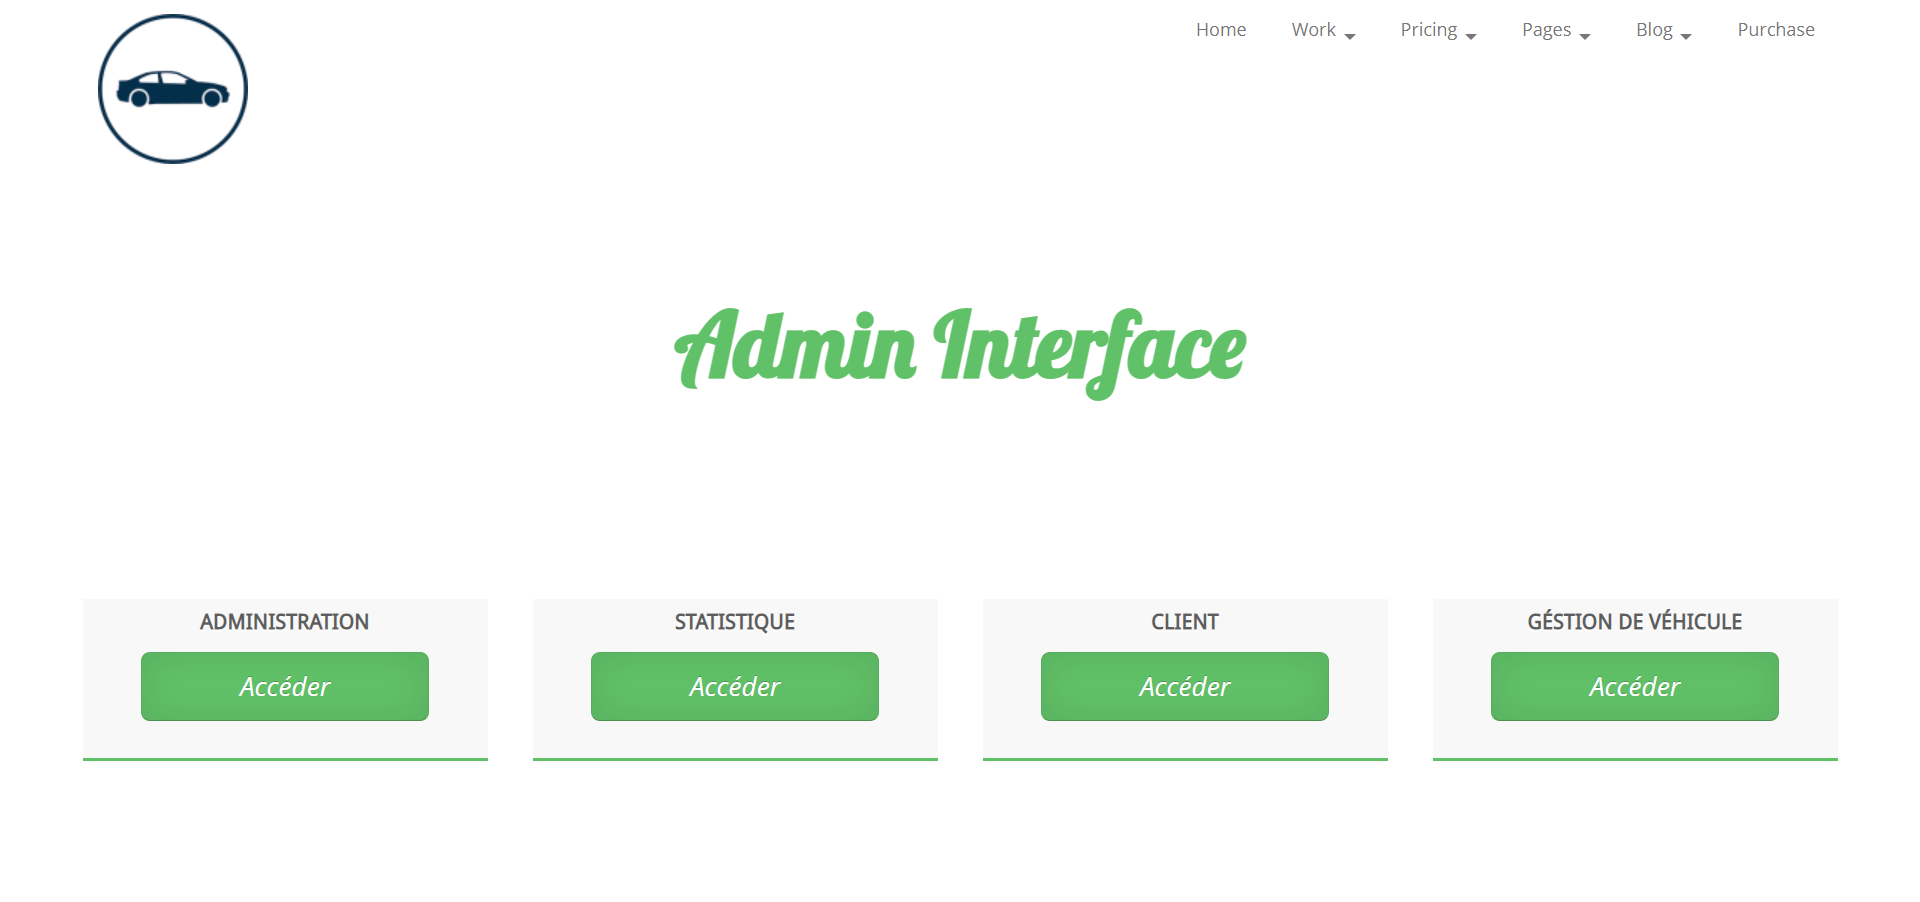 Home Work Pricing Pages Blog Purchase
Admin Interface
ADMINISTRATION STATISTIQUE CLIENT GÉSTION DE VÉHICULE
Accéder Accéder Accéder Accéder